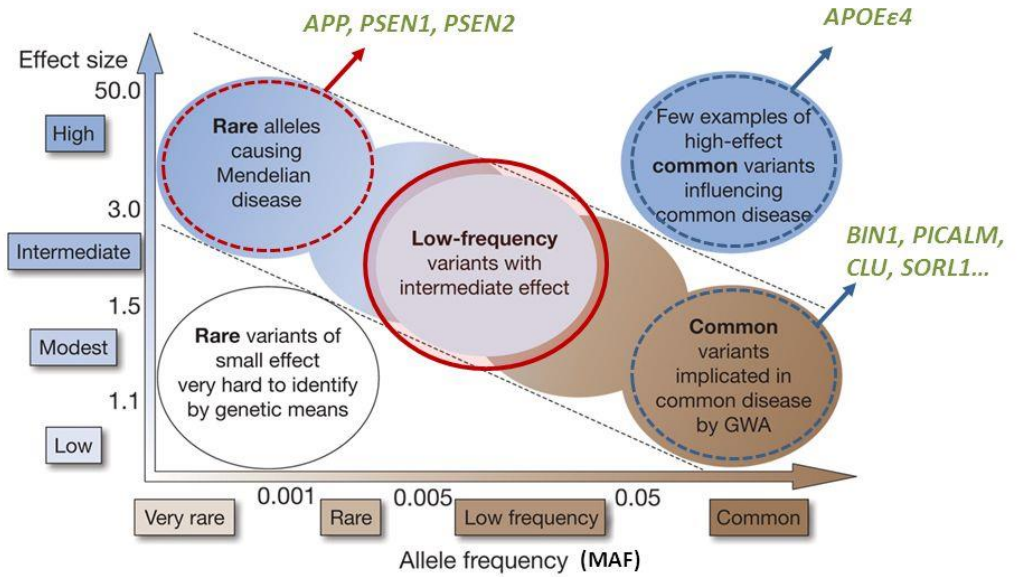 APP, PSEN1, PSEN2
APOEε4
Effect size
50.0
High
3.0
Intermediate
1.5
Modest
1.1
Low
Rare alleles
causing
Mendelian
disease
Few examples of
high-effect
common variants
influencing
common disease
Low-frequency
variants with
intermediate effect
BIN1, PICALM,
CLU, SORL1...
Rare variants of
small effect
very hard to identify
by genetic means
Common
variants
implicated in
common disease
by GWA
0.001
0.005
0.05
Very rare
Rare
Low frequency
Common
Allele frequency (MAF)